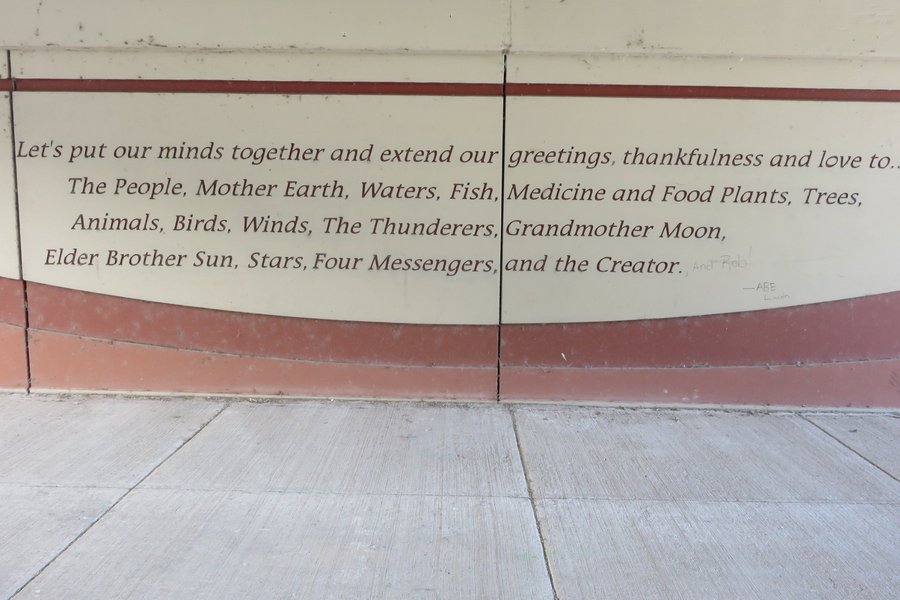 Let's put our minds together and extend our greetings, thankfulness and love to..
The People, Mother Earth, Waters, Fish, Medicine and Food Plants, Trees,
Animals, Birds, Winds, The Thunderers, Grandmother Moon,
Elder Brother Sun, Stars, Four Messengers, and the Creator., And Rob!
—ABE
Lincoln